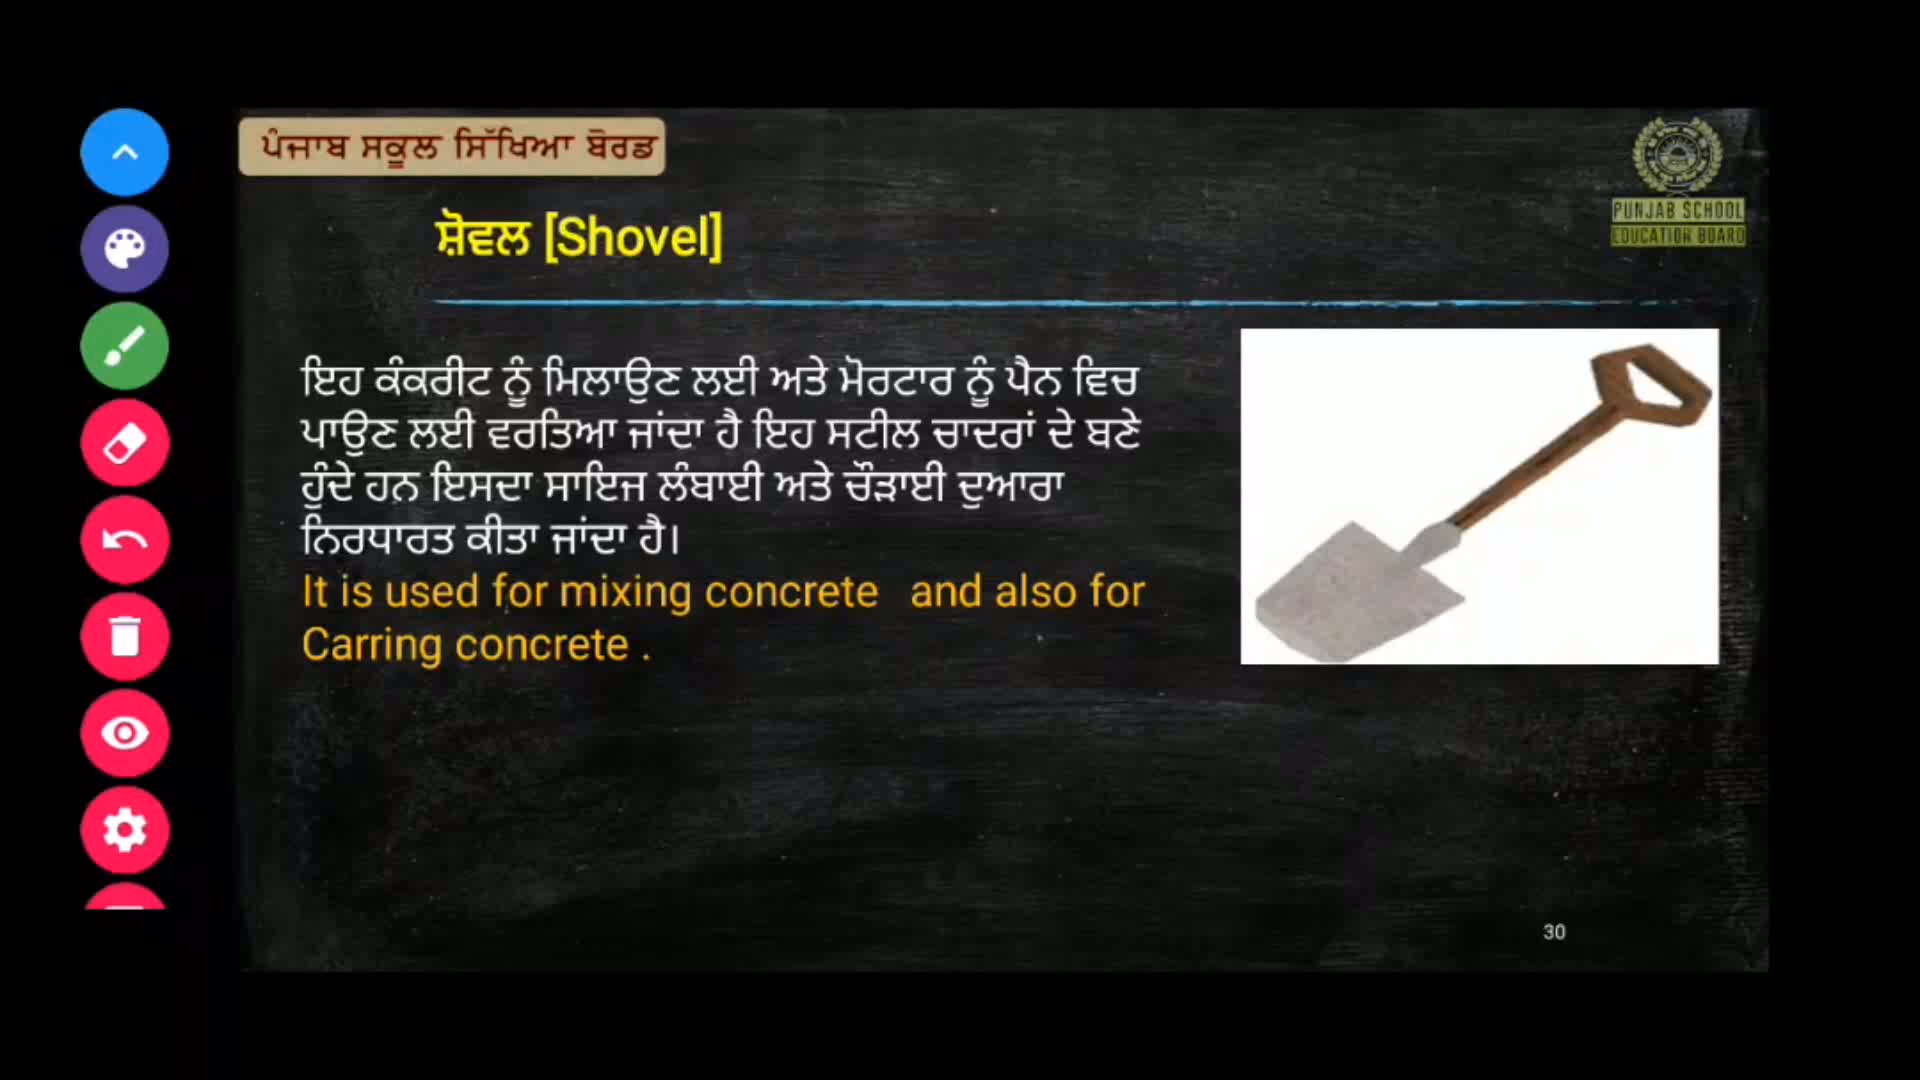 ਪੰਜਾਬ ਸਕੂਲ ਸਿੱਖਿਆ ਬੋਰਡ
PUNJAB SCHOOL
EDUCATION BOARD
ਸ਼ੋਵਲ [Shovel]
ਇਹ ਕੰਕਰੀਟ ਨੂੰ ਮਿਲਾਉਣ ਲਈ ਅਤੇ ਮੋਰਟਾਰ ਨੂੰ ਪੈਨ ਵਿਚ
ਪਾਉਣ ਲਈ ਵਰਤਿਆ ਜਾਂਦਾ ਹੈ ਇਹ ਸਟੀਲ ਚਾਦਰਾਂ ਦੇ ਬਣੇ
ਹੁੰਦੇ ਹਨ ਇਸਦਾ ਸਾਇਜ ਲੰਬਾਈ ਅਤੇ ਚੌੜਾਈ ਦੁਆਰਾ
ਨਿਰਧਾਰਤ ਕੀਤਾ ਜਾਂਦਾ ਹੈ।
It is used for mixing concrete and also for
Carring concrete .
30